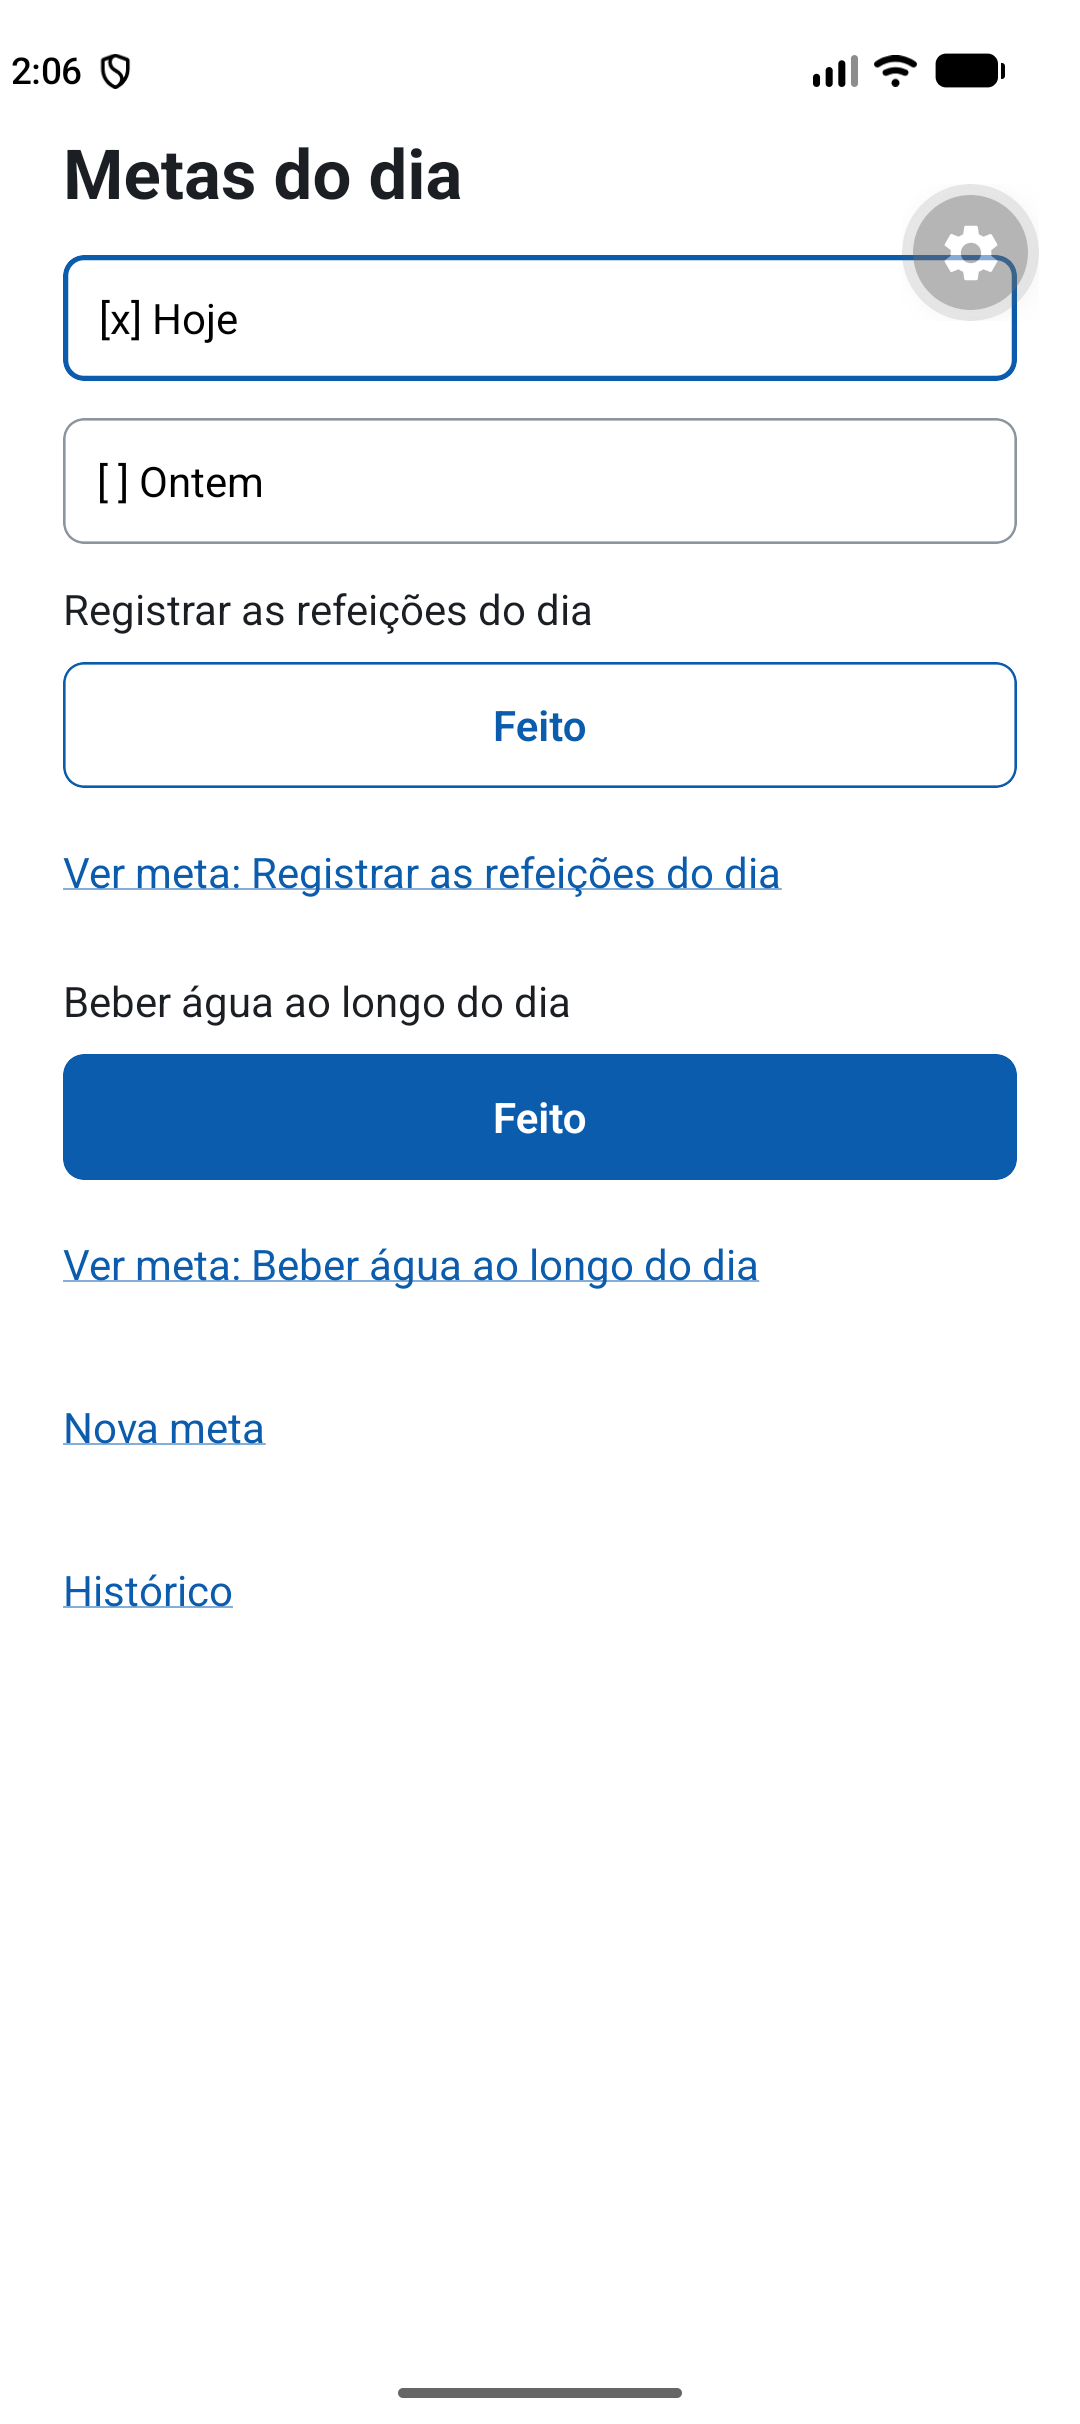 2:06
Metas do dia
[x] Hoje
[ ] Ontem
Registrar as refeições do dia
Feito
Ver meta: Registrar as refeições do dia
Beber água ao longo do dia
Feito
Ver meta: Beber água ao longo do dia
Nova meta
Histórico